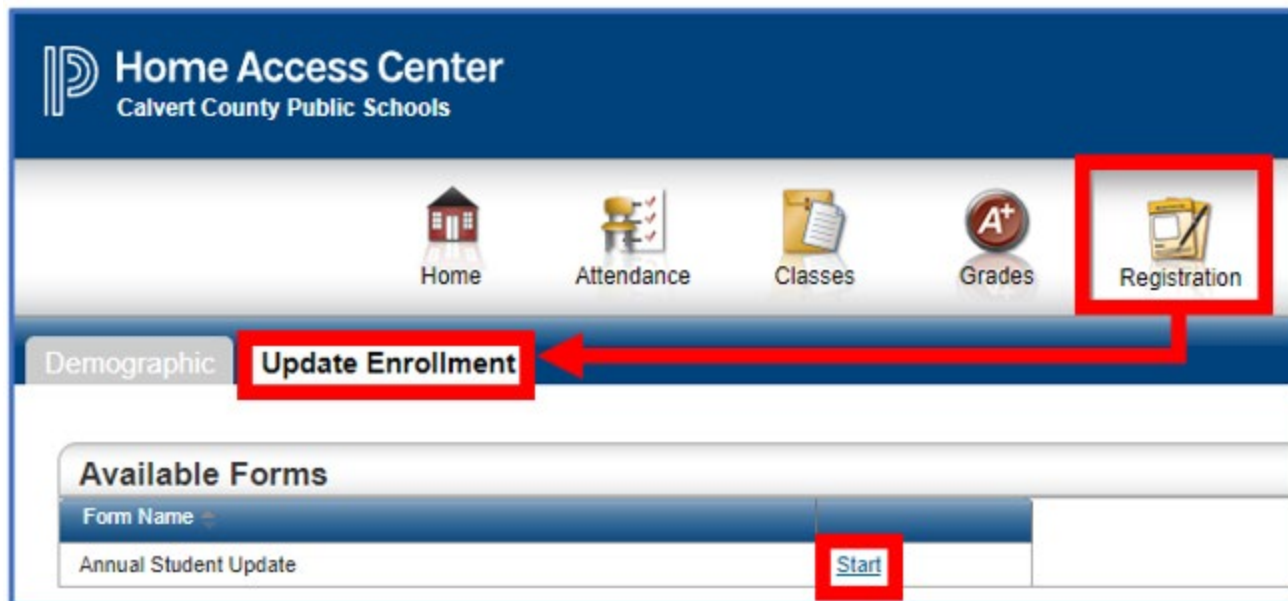 Home Access Center
Calvert County Public Schools
A+
Home Attendance Classes Grades Registration
Demographic Update Enrollment
Available Forms
Form Name
Annual Student Update Start